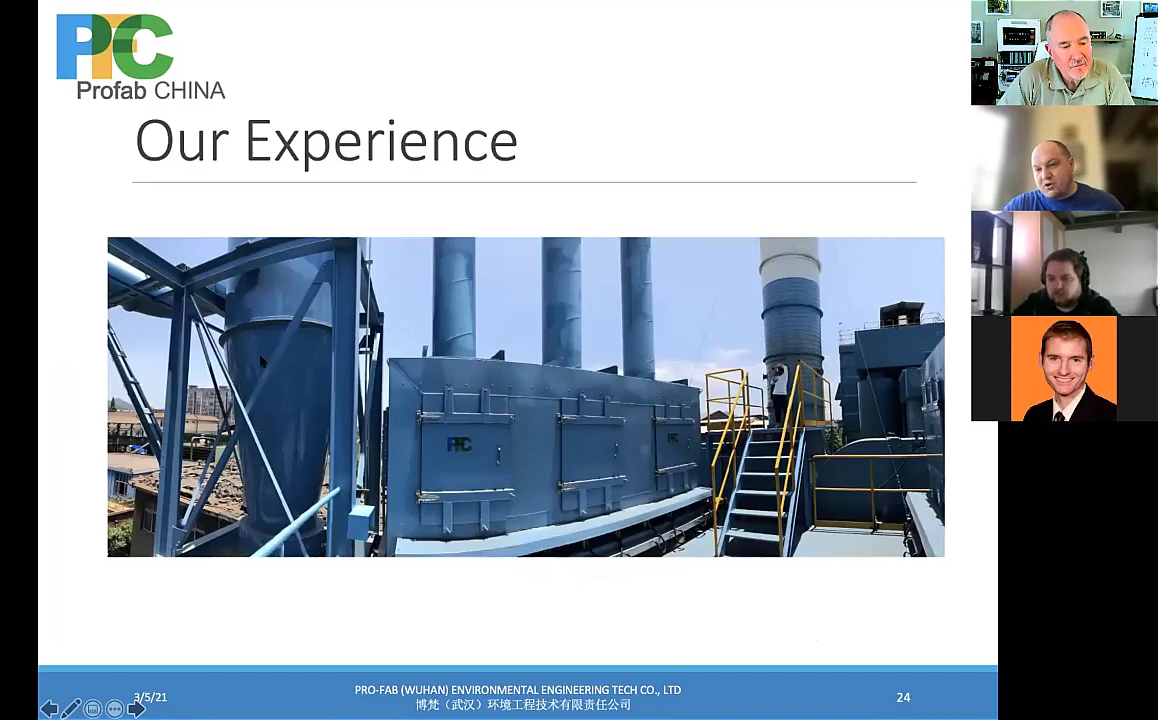 PFC
Profab CHINA
Our Experience
PFC
PFC
3/5/21
PRO-FAB (WUHAN) ENVIRONMENTAL ENGINEERING TECH CO., LTD
博梵（武汉）环境工程技术有限责任公司
24